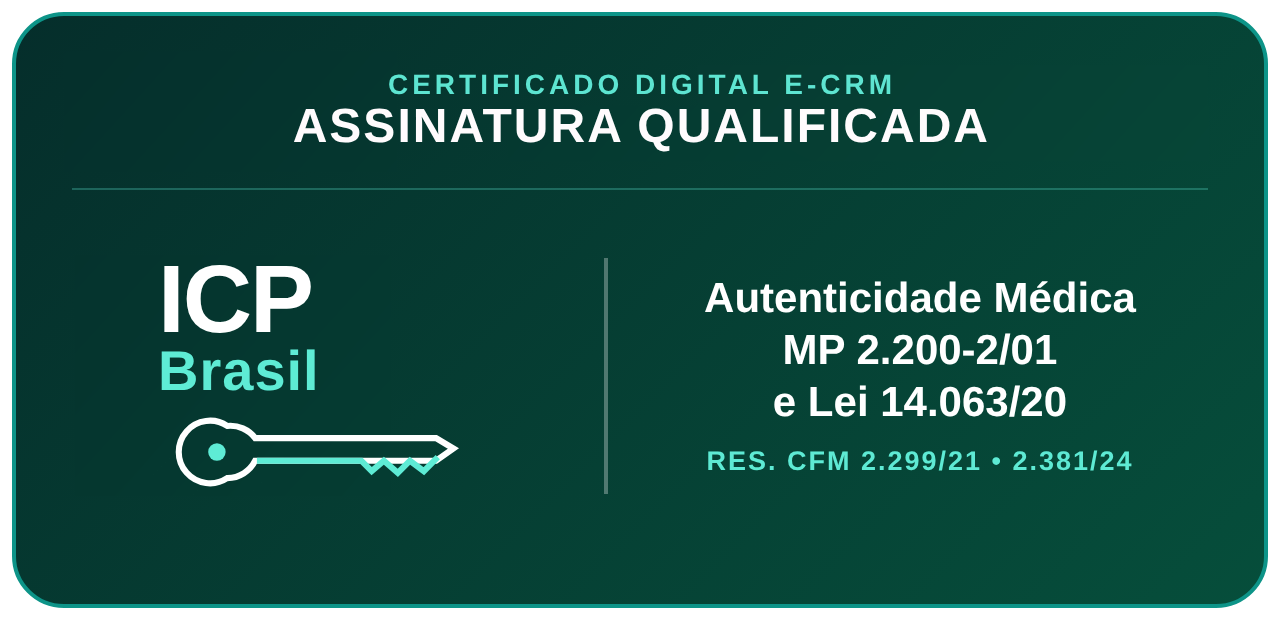 CERTIFICADO DIGITAL E-CRM
ASSINATURA QUALIFICADA
ICP
Brasil
Autenticidade Médica
MP 2.200-2/01
e Lei 14.063/20
RES. CFM 2.299/21 • 2.381/24